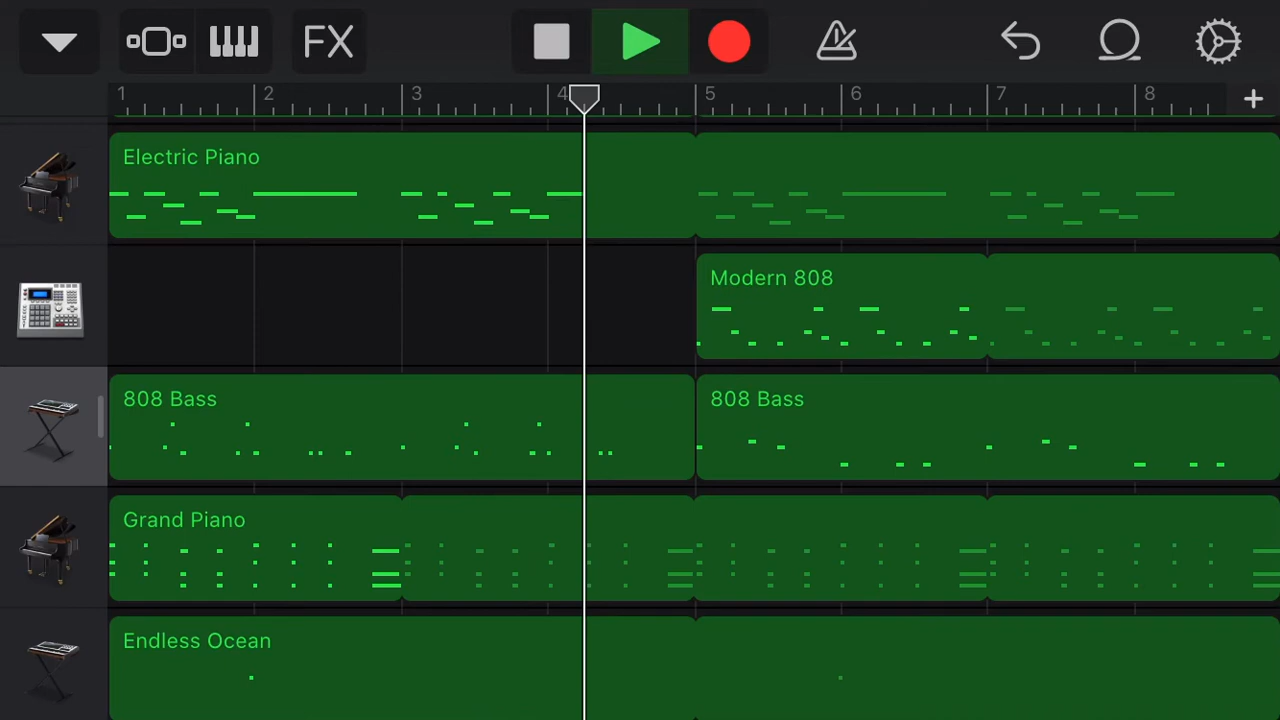 FX
1 2 3 4 5 6 7 8 +
Electric Piano
Modern 808
808 Bass 808 Bass
Grand Piano
Endless Ocean